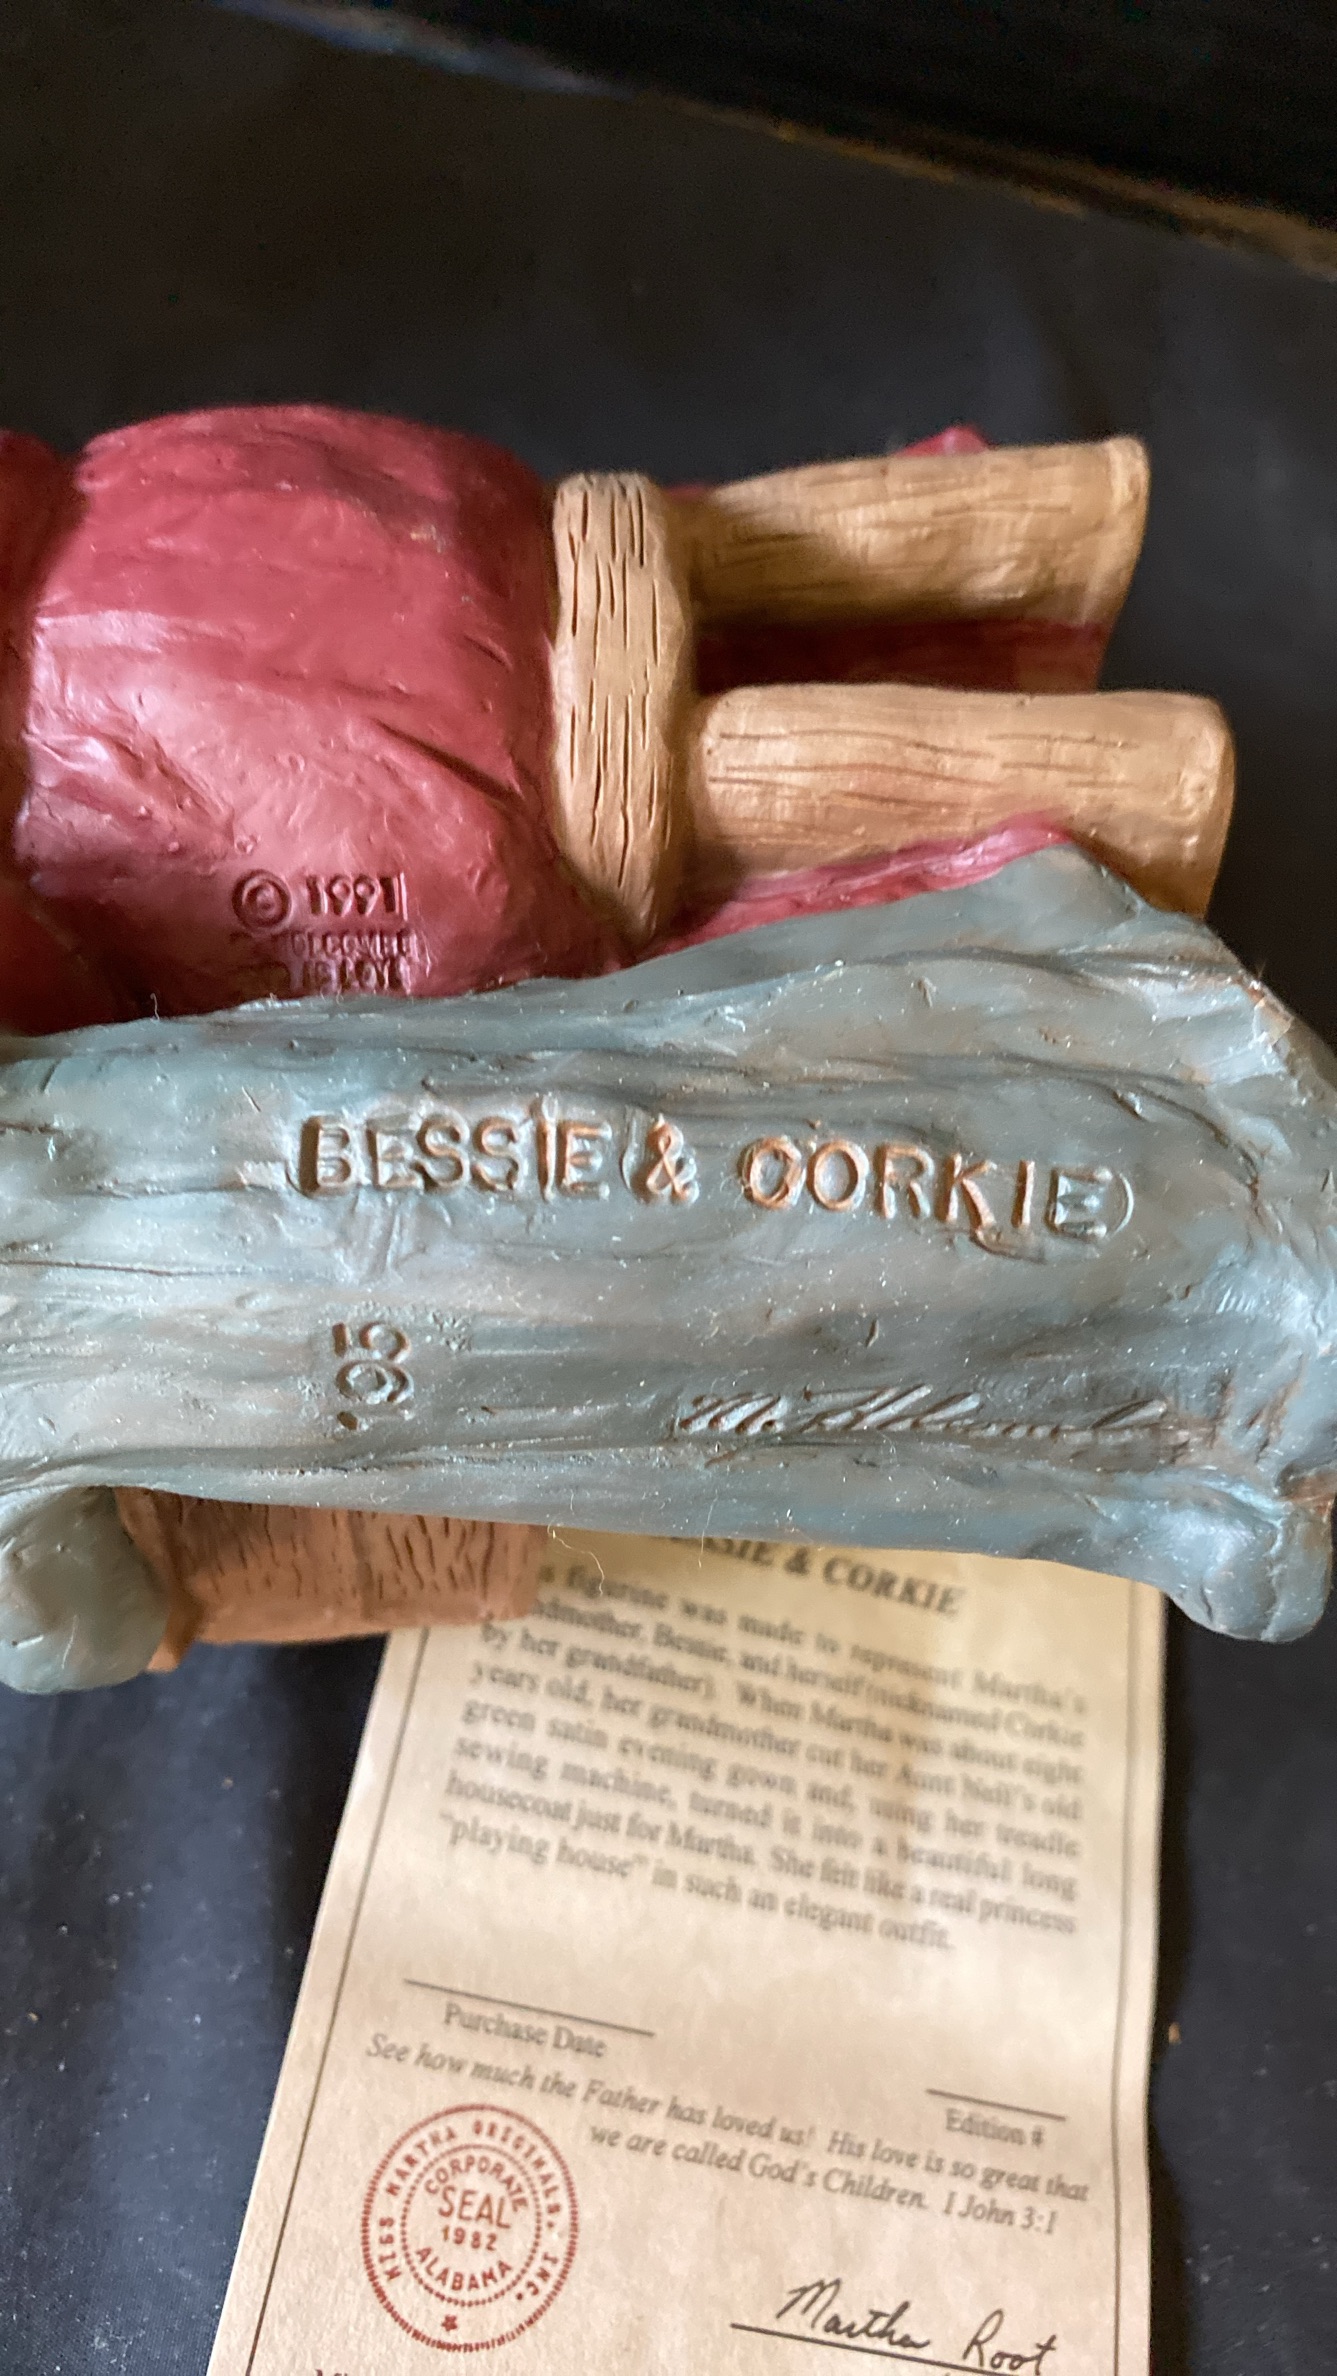 © 1991
HOLCOMBE
BESSIE & CORKIE
'95
BESSIE & CORKIE
figurine was made to represent Martha's
grandmother, Bessie, and herself (nicknamed Corkie
by her grandfather). When Martha was about eight
years old, her grandmother cut her Aunt Nell's old
green satin evening gown and, using her treadle
sewing machine, turned it into a beautiful long
housecoat just for Martha. She felt like a real princess
"playing house" in such an elegant outfit.
Purchase Date
Edition #
See how much the Father has loved us! His love is so great that
we are called God's Children. I John 3:1
MISS MARTHA ORIGINALS, INC.
CORPORATE
SEAL
1982
ALABAMA
Martha Root